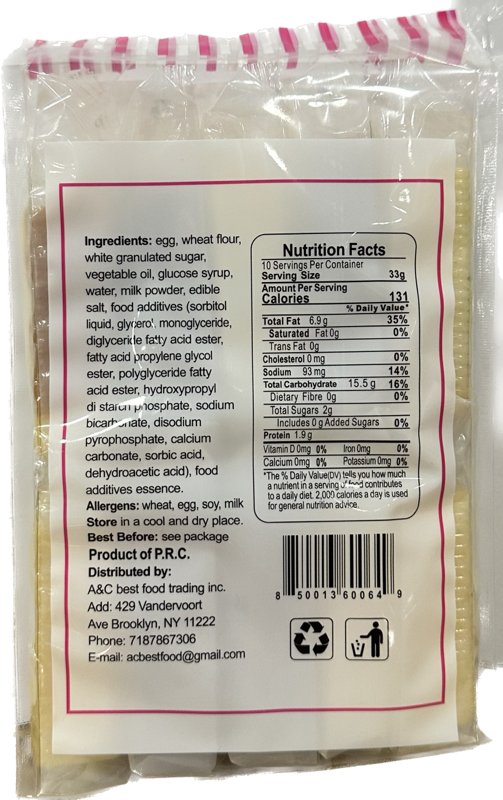 Ingredients: egg, wheat flour,
white granulated sugar,
vegetable oil, glucose syrup,
water, milk powder, edible
salt, food additives (sorbitol
liquid, glycerol, monoglyceride,
diglyceride fatty acid ester,
fatty acid propylene glycol
ester, polyglyceride fatty
acid ester, hydroxypropyl
di starch phosphate, sodium
bicarbonate, disodium
pyrophosphate, calcium
carbonate, sorbic acid,
dehydroacetic acid), food
additives essence.
Allergens: wheat, egg, soy, milk
Store in a cool and dry place.
Best Before: see package
Product of P.R.C.
Distributed by:
A&C best food trading inc.
Add: 429 Vandervoort
Ave Brooklyn, NY 11222
Phone: 7187867306
E-mail: acbestfood@gmail.com
Nutrition Facts
10 Servings Per Container
Serving Size 33g
Amount Per Serving
Calories 131
% Daily Value*
Total Fat 6.9g 35%
Saturated Fat 0g 0%
Trans Fat 0g
Cholesterol 0 mg 0%
Sodium 93 mg 14%
Total Carbohydrate 15.5 g 16%
Dietary Fibre 0g 0%
Total Sugars 2g
Includes 0 g Added Sugars 0%
Protein 1.9 g
Vitamin D 0mg 0% Iron 0mg 0%
Calcium 0mg 0% Potassium 0mg 0%
*The % Daily Value(DV) tells you how much
a nutrient in a serving of food contributes
to a daily diet. 2,000 calories a day is used
for general nutrition advice.
8 50013 60064 9